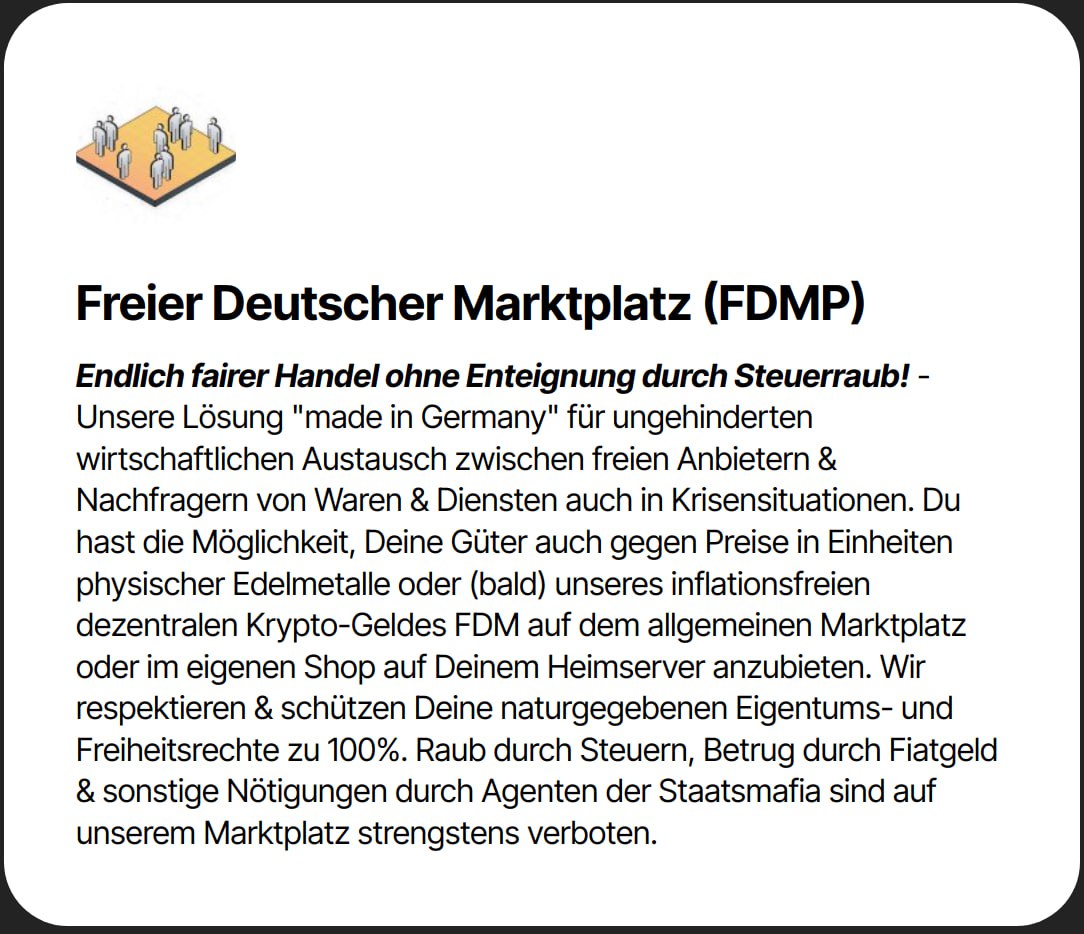 Freier Deutscher Marktplatz (FDMP)
Endlich fairer Handel ohne Enteignung durch Steuerraub! -
Unsere Lösung "made in Germany" für ungehinderten
wirtschaftlichen Austausch zwischen freien Anbietern &
Nachfragern von Waren & Diensten auch in Krisensituationen. Du
hast die Möglichkeit, Deine Güter auch gegen Preise in Einheiten
physischer Edelmetalle oder (bald) unseres inflationsfreien
dezentralen Krypto-Geldes FDM auf dem allgemeinen Marktplatz
oder im eigenen Shop auf Deinem Heimserver anzubieten. Wir
respektieren & schützen Deine naturgegebenen Eigentums- und
Freiheitsrechte zu 100%. Raub durch Steuern, Betrug durch Fiatgeld
& sonstige Nötigungen durch Agenten der Staatsmafia sind auf
unserem Marktplatz strengstens verboten.